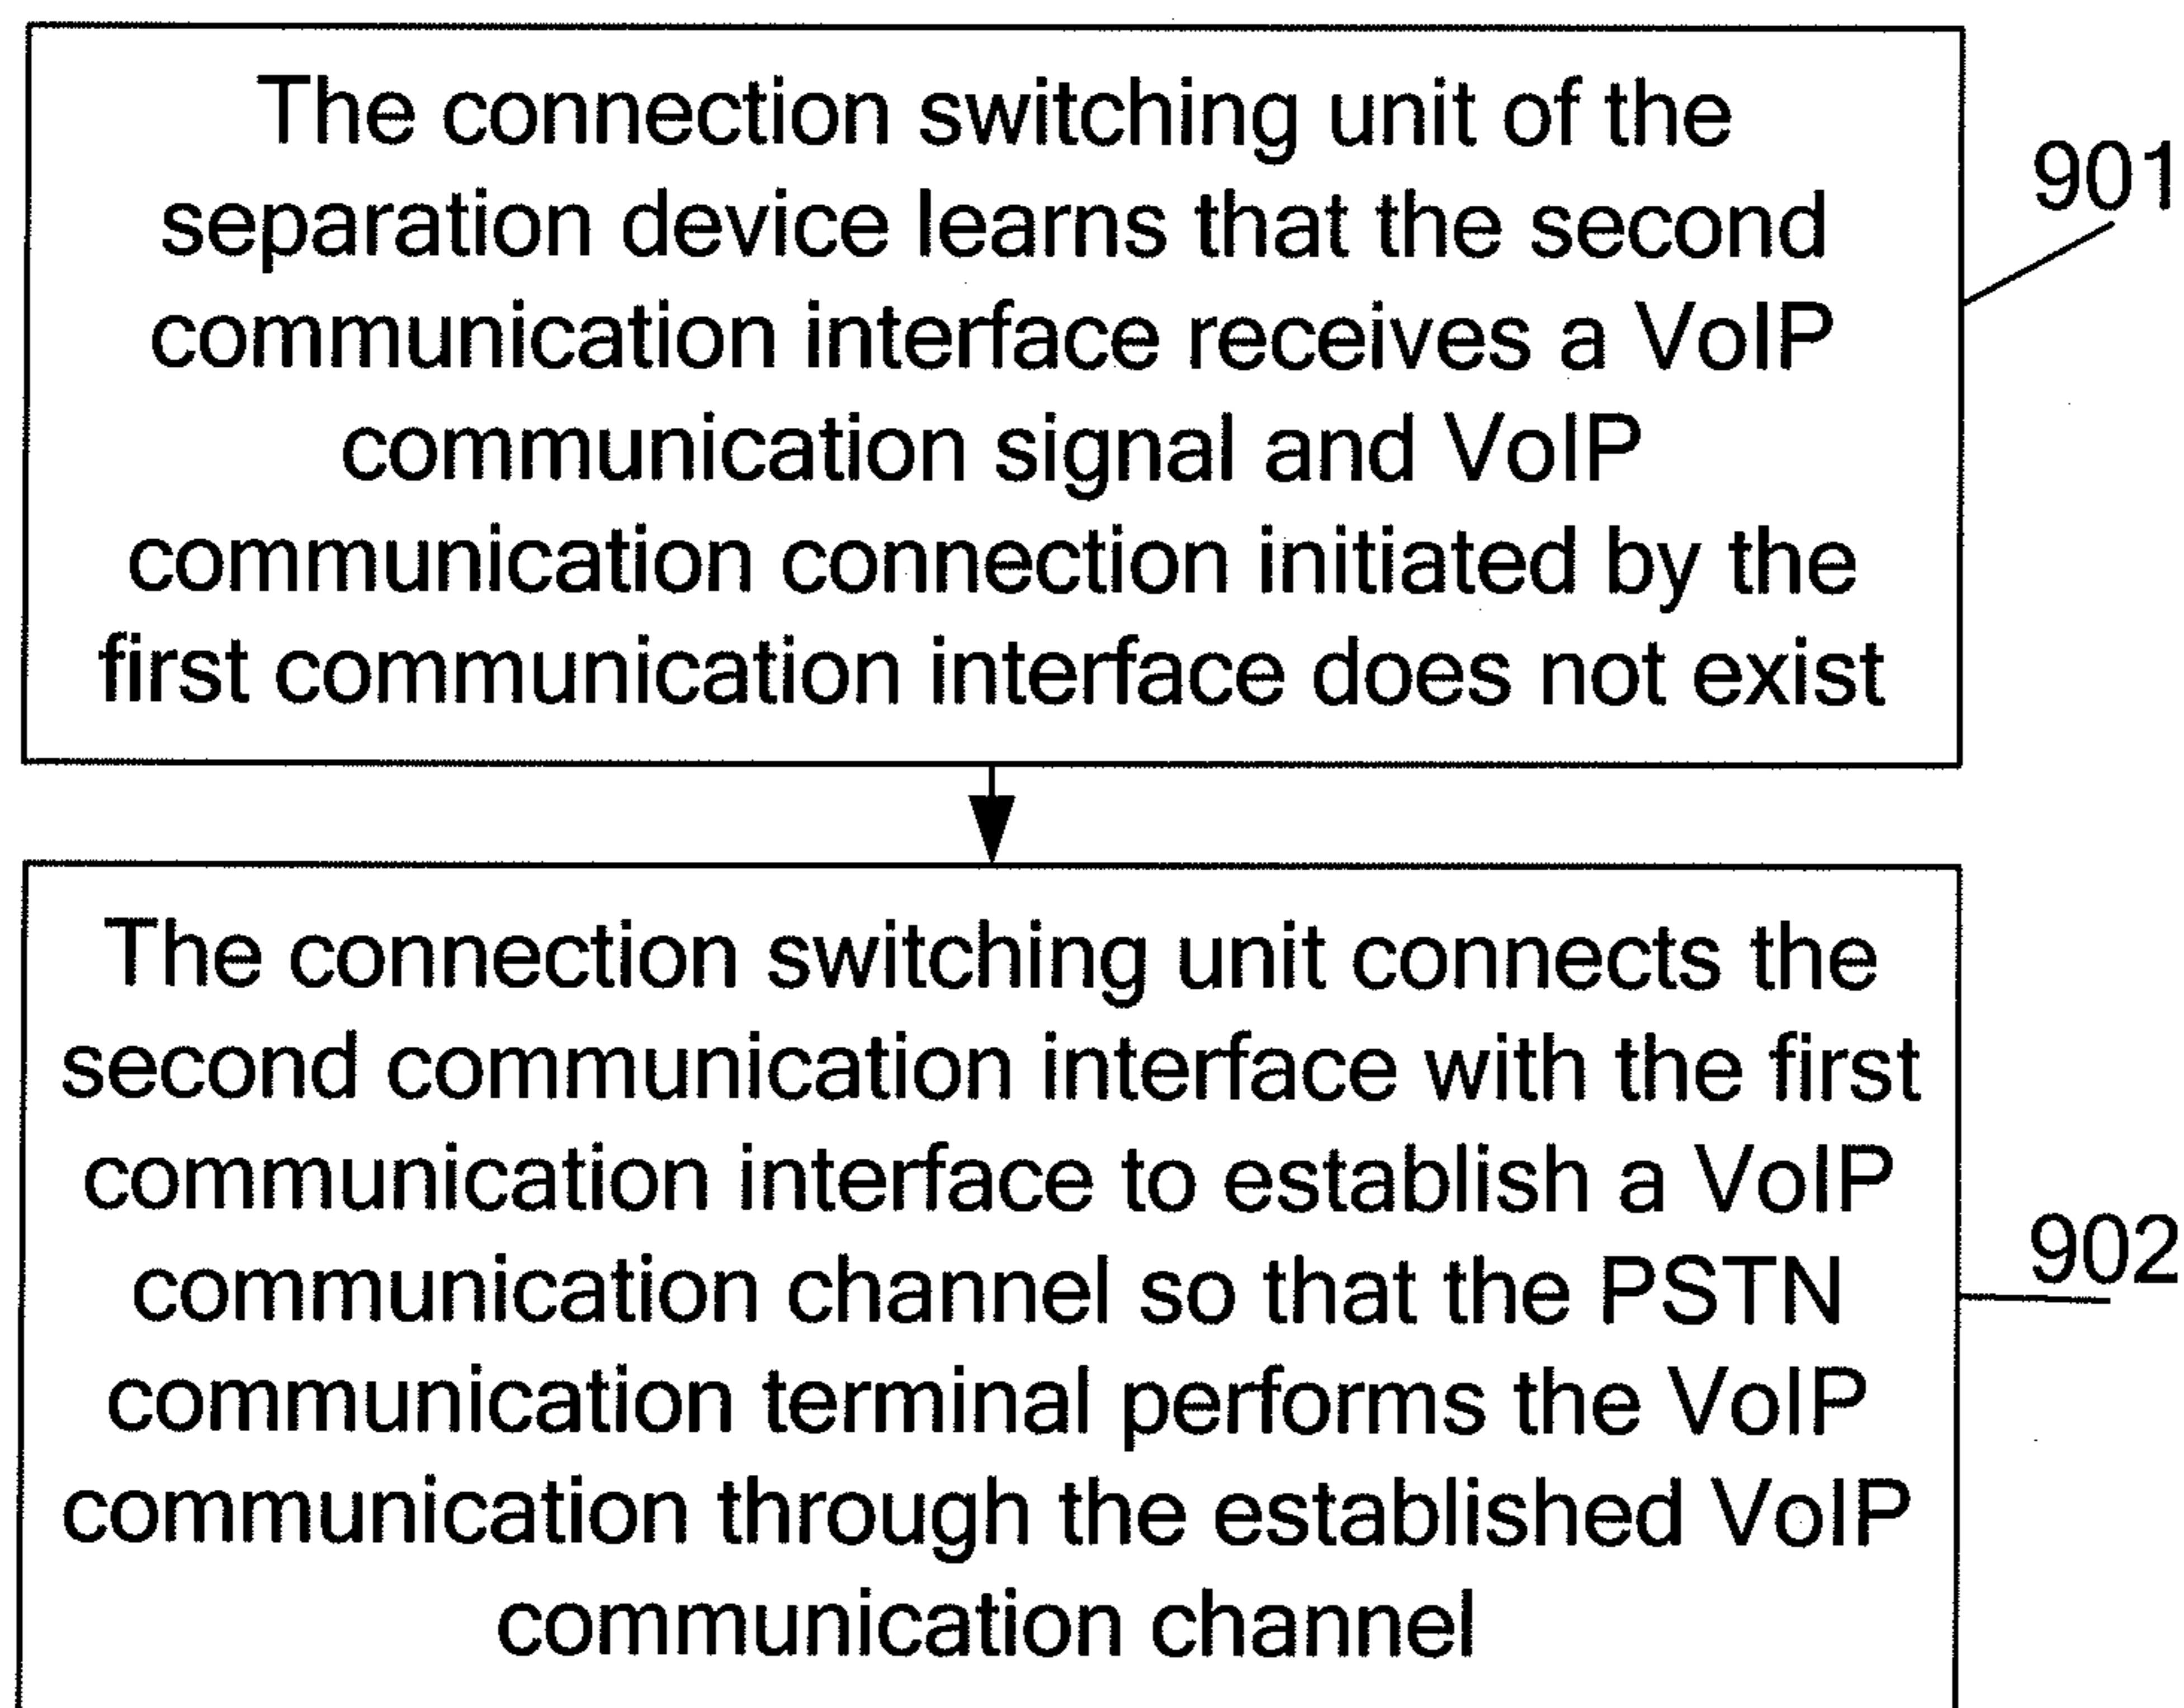 The connection switching unit of the
separation device learns that the second
communication interface receives a VoIP
communication signal and VoIP
communication connection initiated by the
first communication interface does not exist
901
The connection switching unit connects the
second communication interface with the first
communication interface to establish a VoIP
communication channel so that the PSTN
communication terminal performs the VoIP
communication through the established VoIP
communication channel
902